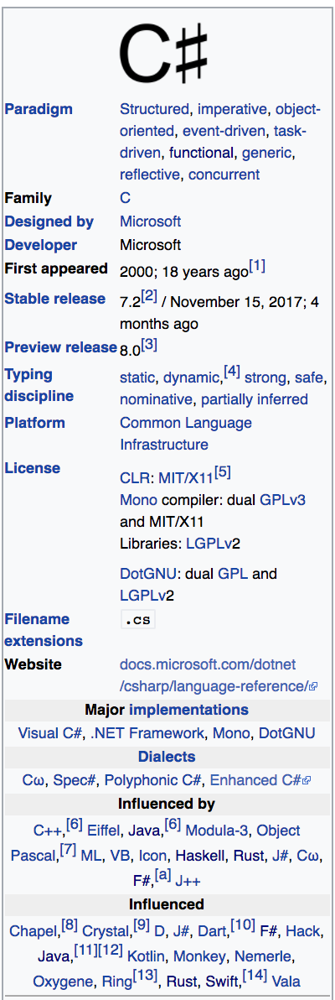 C♯
Paradigm Structured, imperative, object-
oriented, event-driven, task-
driven, functional, generic,
reflective, concurrent
Family C
Designed by Microsoft
Developer Microsoft
First appeared 2000; 18 years ago[1]
Stable release 7.2[2] / November 15, 2017; 4
months ago
Preview release 8.0[3]
Typing discipline static, dynamic,[4] strong, safe,
nominative, partially inferred
Platform Common Language
Infrastructure
License CLR: MIT/X11[5]
Mono compiler: dual GPLv3
and MIT/X11
Libraries: LGPLv2
DotGNU: dual GPL and
LGPLv2
Filename extensions .cs
Website docs.microsoft.com/dotnet
/csharp/language-reference/
Major implementations
Visual C#, .NET Framework, Mono, DotGNU
Dialects
Cω, Spec#, Polyphonic C#, Enhanced C#
Influenced by
C++,[6] Eiffel, Java,[6] Modula-3, Object
Pascal,[7] ML, VB, Icon, Haskell, Rust, J#, Cω,
F#,[a] J++
Influenced
Chapel,[8] Crystal,[9] D, J#, Dart,[10] F#, Hack,
Java,[11][12] Kotlin, Monkey, Nemerle,
Oxygene, Ring[13], Rust, Swift,[14] Vala